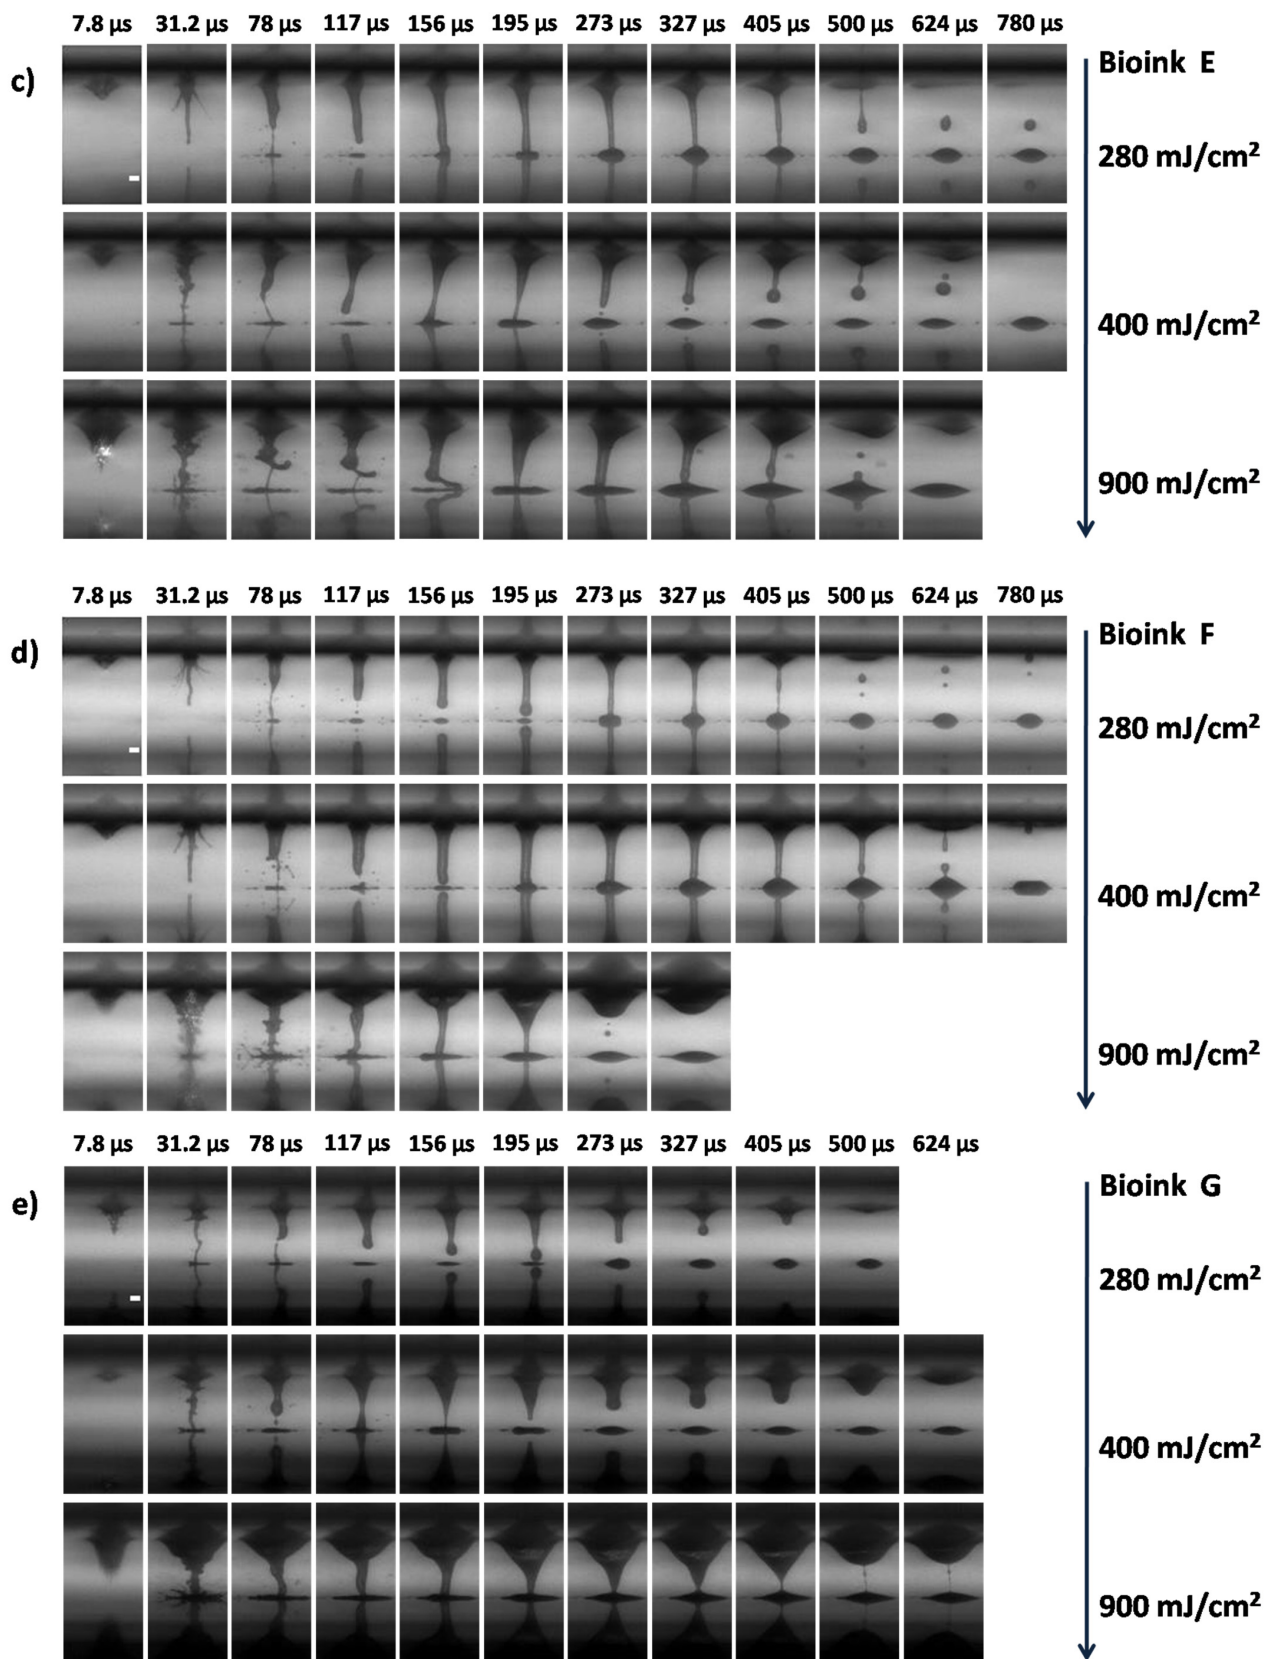 7.8 µs 31.2 µs 78 µs 117 µs 156 µs 195 µs 273 µs 327 µs 405 µs 500 µs 624 µs 780 µs
c)
Bioink E
280 mJ/cm²
400 mJ/cm²
900 mJ/cm²
7.8 µs 31.2 µs 78 µs 117 µs 156 µs 195 µs 273 µs 327 µs 405 µs 500 µs 624 µs 780 µs
d)
Bioink F
280 mJ/cm²
400 mJ/cm²
900 mJ/cm²
7.8 µs 31.2 µs 78 µs 117 µs 156 µs 195 µs 273 µs 327 µs 405 µs 500 µs 624 µs
e)
Bioink G
280 mJ/cm²
400 mJ/cm²
900 mJ/cm²